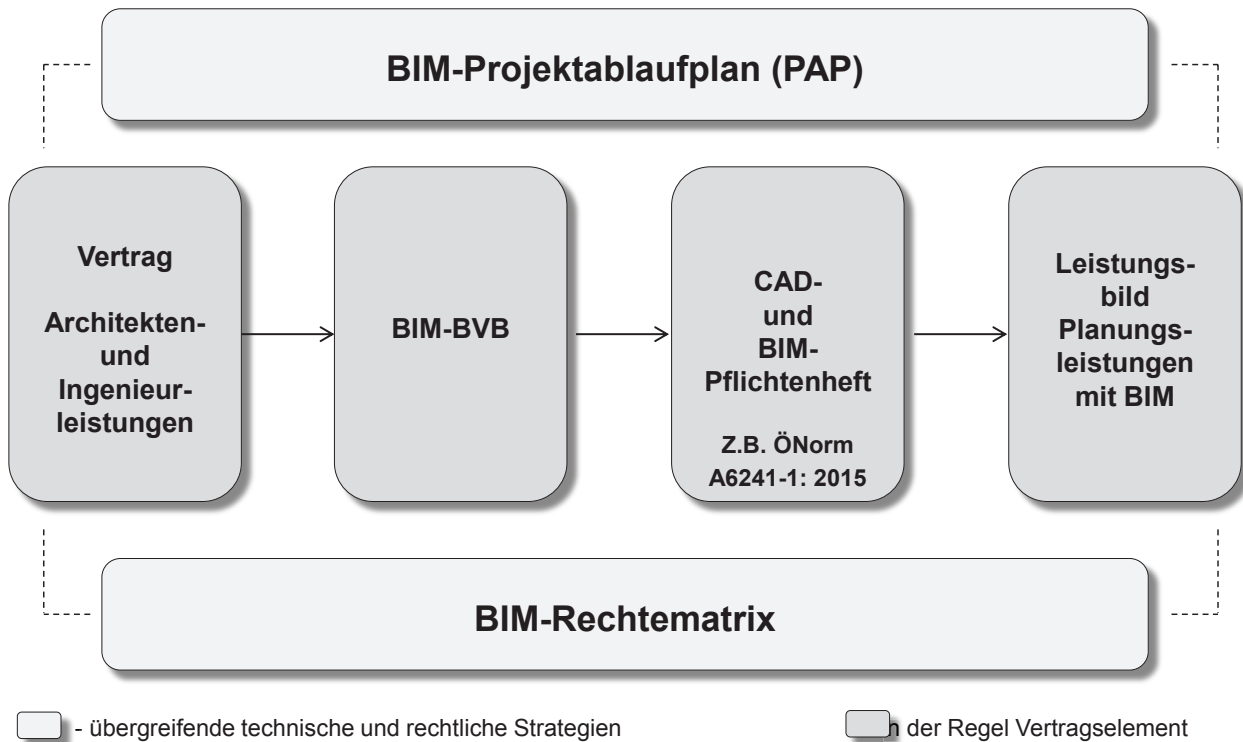 BIM-Projektablaufplan (PAP)
Vertrag
Architekten-
und
Ingenieur-
leistungen
BIM-BVB
CAD-
und
BIM-
Pflichtenheft
Z.B. ÖNorm
A6241-1: 2015
Leistungs-
bild
Planungs-
leistungen
mit BIM
BIM-Rechtematrix
- übergreifende technische und rechtliche Strategien
n der Regel Vertragselement